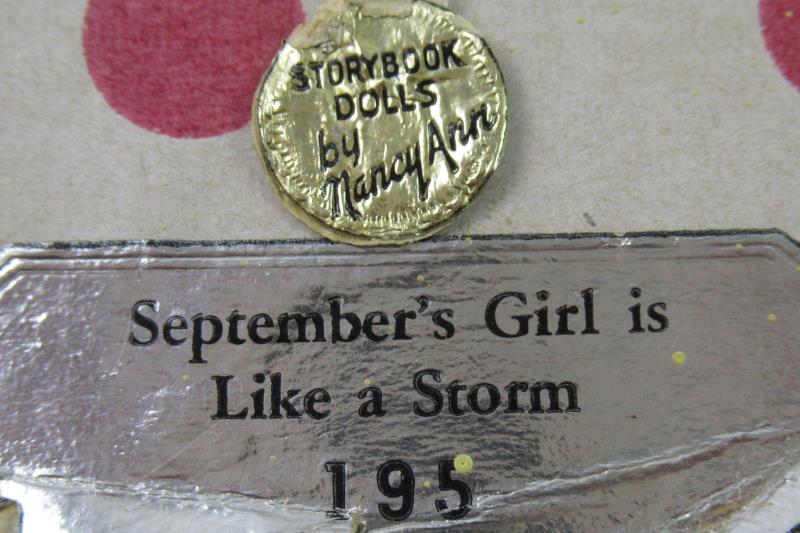 STORYBOOK
DOLLS
by
Nancy Ann
September's Girl is
Like a Storm
195